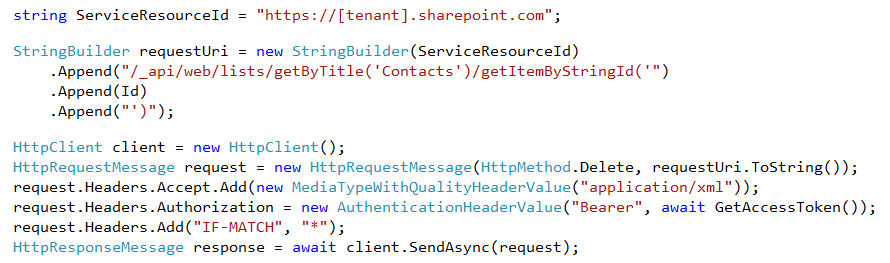 string ServiceResourceId = "https://[tenant].sharepoint.com";
StringBuilder requestUri = new StringBuilder(ServiceResourceId)
.Append("/_api/web/lists/getByTitle('Contacts')/getItemByStringId('")
.Append(Id)
.Append("')");
HttpClient client = new HttpClient();
HttpRequestMessage request = new HttpRequestMessage(HttpMethod.Delete, requestUri.ToString());
request.Headers.Accept.Add(new MediaTypeWithQualityHeaderValue("application/xml"));
request.Headers.Authorization = new AuthenticationHeaderValue("Bearer", await GetAccessToken());
request.Headers.Add("IF-MATCH", "*");
HttpResponseMessage response = await client.SendAsync(request);